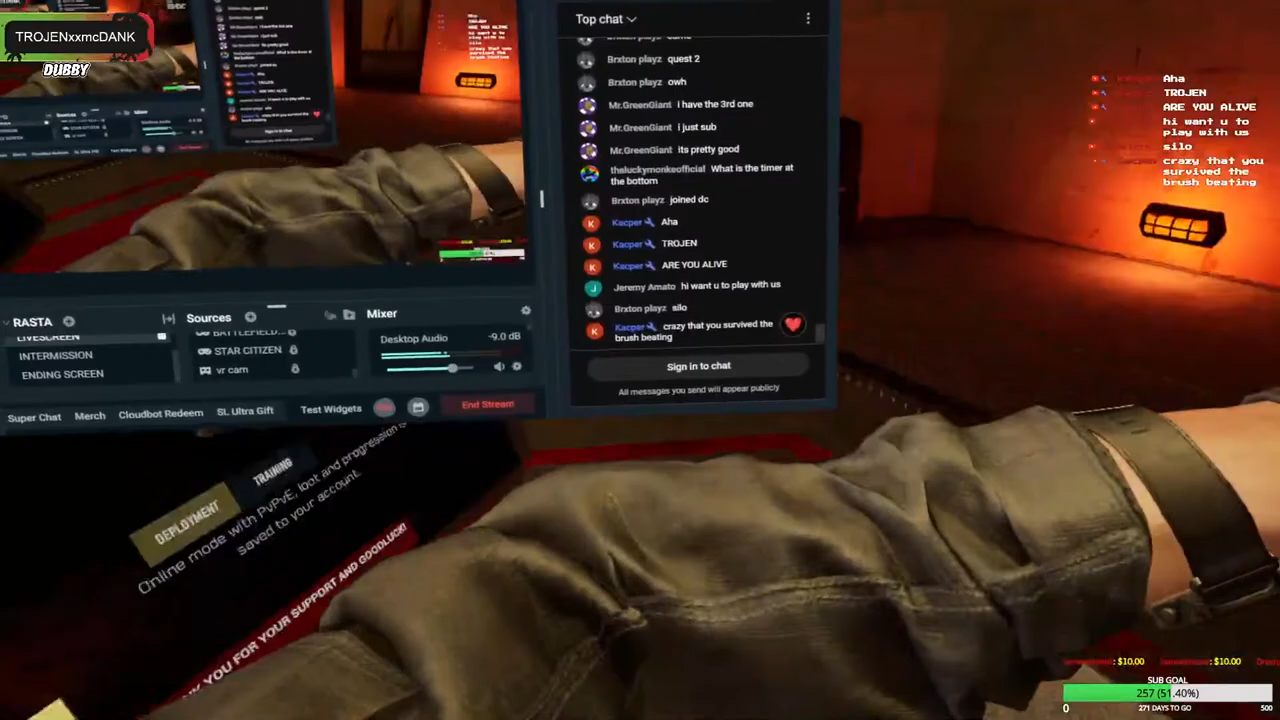 TROJENxxmcDANK
DUBBY
Top chat
Brxton playz quest 2
Brxton playz owh
Mr.GreenGiant i have the 3rd one
Mr.GreenGiant i just sub
Mr.GreenGiant its pretty good
theluckymonkeofficial What is the timer at
the bottom
Brxton playz joined dc
Kacper Aha
Kacper TROJEN
Kacper ARE YOU ALIVE
Jeremy Amato hi want u to play with us
Brxton playz silo
Kacper crazy that you survived the
brush beating
Sign in to chat
All messages you send will appear publicly
Aha
TROJEN
ARE YOU ALIVE
hi want u to
play with us
silo
crazy that you
survived the
brush beating
RASTA
LIVESCREEN
INTERMISSION
ENDING SCREEN
Sources
BATTLEFIELD...
STAR CITIZEN
vr cam
Mixer
Desktop Audio -9.0 dB
Super Chat Merch Cloudbot Redeem SL Ultra Gift Test Widgets End Stream
DEPLOYMENT TRAINING
Online mode with PvPvE, loot and progression is
saved to your account.
YOU FOR YOUR SUPPORT AND GOODLUCK!
: $10.00 : $10.00
SUB GOAL
257 (51.40%)
0 271 DAYS TO GO 500